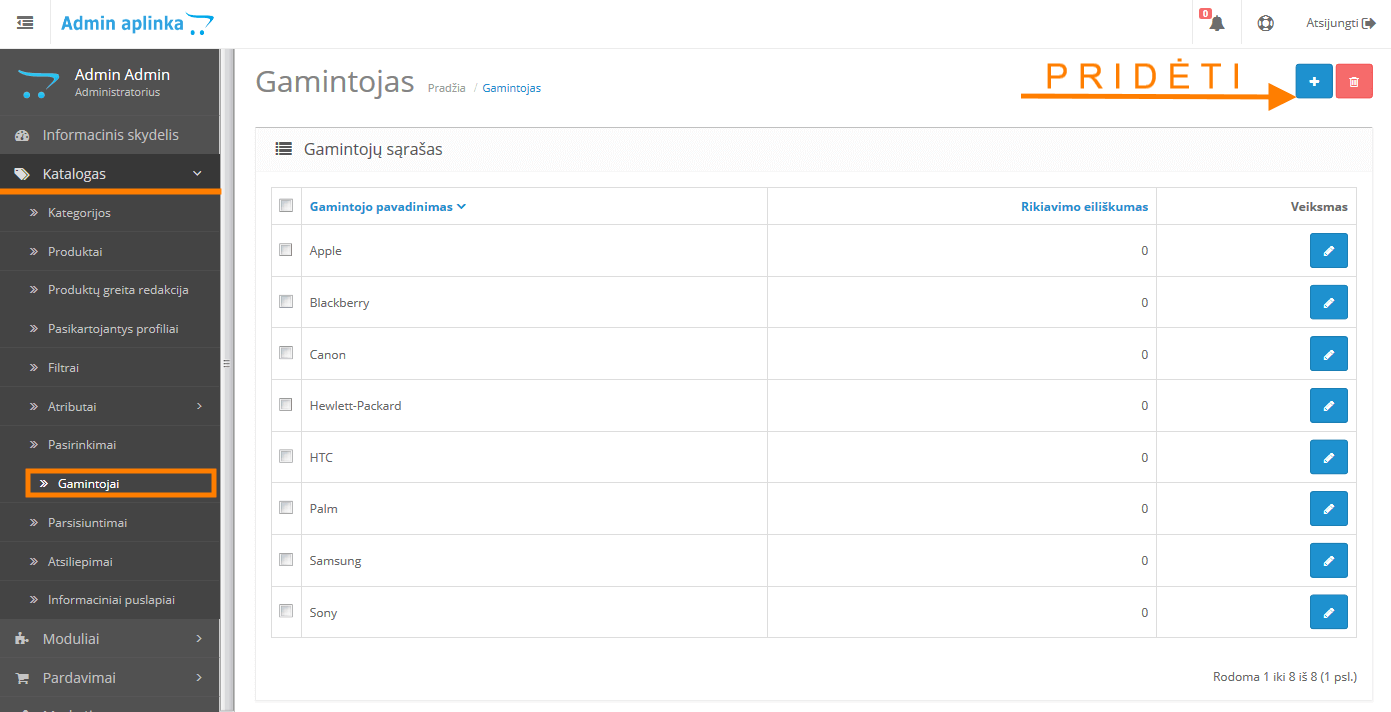 Admin aplinka
0
Atsijungti
Admin Admin
Administratorius
Informacinis skydelis
Katalogas
Kategorijos
Produktai
Produktų greita redakcija
Pasikartojantys profiliai
Filtrai
Atributai
Pasirinkimai
Gamintojai
Parsisiuntimai
Atsiliepimai
Informaciniai puslapiai
Moduliai
Pardavimai
Gamintojas
Pradžia / Gamintojas
PRIDĖTI
Gamintojų sąrašas
Gamintojo pavadinimas Rikiavimo eiliškumas Veiksmas
Apple 0
Blackberry 0
Canon 0
Hewlett-Packard 0
HTC 0
Palm 0
Samsung 0
Sony 0
Rodoma 1 iki 8 iš 8 (1 psl.)